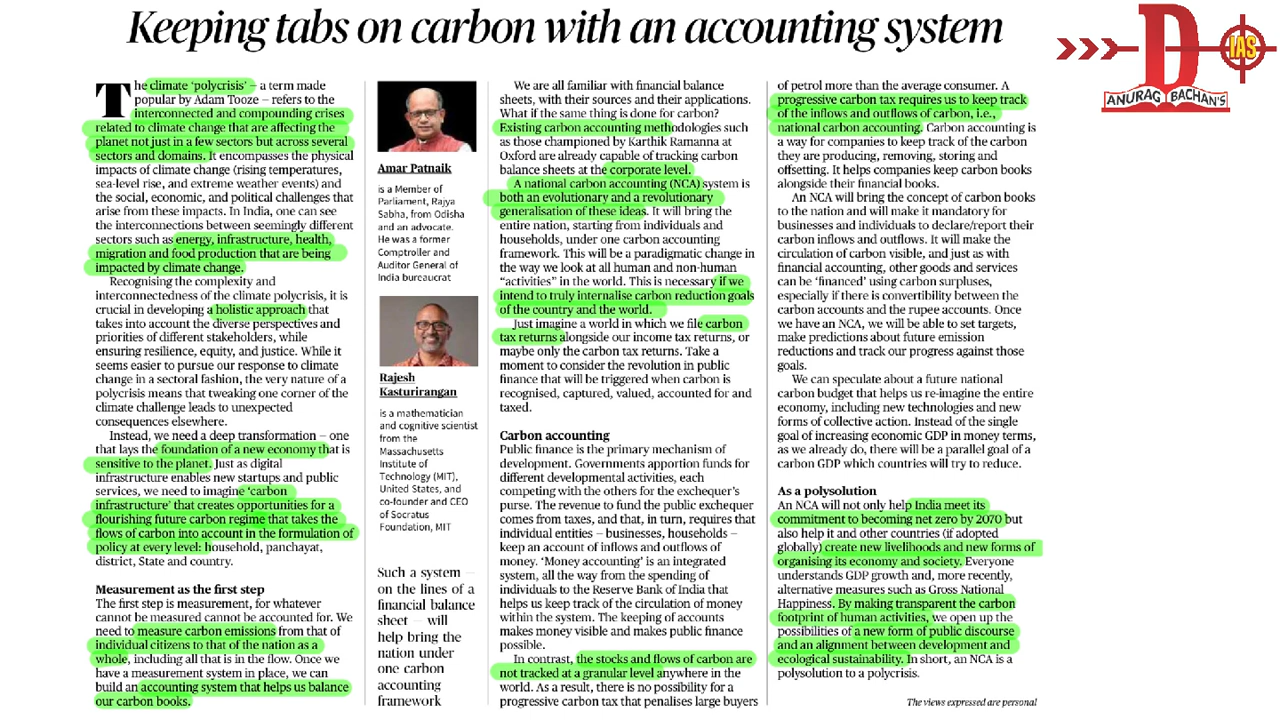 Keeping tabs on carbon with an accounting system
D
IAS
ANURAG BACHAN'S
The climate ‘polycrisis’ — a term made
popular by Adam Tooze — refers to the
interconnected and compounding crises
related to climate change that are affecting the
planet not just in a few sectors but across several
sectors and domains. It encompasses the physical
impacts of climate change (rising temperatures,
sea-level rise, and extreme weather events) and
the social, economic, and political challenges that
arise from these impacts. In India, one can see
the interconnections between seemingly different
sectors such as energy, infrastructure, health,
migration and food production that are being
impacted by climate change.
Recognising the complexity and
interconnectedness of the climate polycrisis, it is
crucial in developing a holistic approach that
takes into account the diverse perspectives and
priorities of different stakeholders, while
ensuring resilience, equity, and justice. While it
seems easier to pursue our response to climate
change in a sectoral fashion, the very nature of a
polycrisis means that tweaking one corner of the
climate challenge leads to unexpected
consequences elsewhere.
Instead, we need a deep transformation — one
that lays the foundation of a new economy that is
sensitive to the planet. Just as digital
infrastructure enables new startups and public
services, we need to imagine ‘carbon
infrastructure’ that creates opportunities for a
flourishing future carbon regime that takes the
flows of carbon into account in the formulation of
policy at every level: household, panchayat,
district, State and country.
Measurement as the first step
The first step is measurement, for whatever
cannot be measured cannot be accounted for. We
need to measure carbon emissions from that of
individual citizens to that of the nation as a
whole, including all that is in the flow. Once we
have a measurement system in place, we can
build an accounting system that helps us balance
our carbon books.
Amar Patnaik
is a Member of
Parliament, Rajya
Sabha, from Odisha
and an advocate.
He was a former
Comptroller and
Auditor General of
India bureaucrat
Rajesh
Kasturirangan
is a mathematician
and cognitive scientist
from the
Massachusetts
Institute of
Technology (MIT),
United States, and
co-founder and CEO
of Socratus
Foundation, MIT
Such a system —
on the lines of a
financial balance
sheet — will
help bring the
nation under
one carbon
accounting
framework
We are all familiar with financial balance
sheets, with their sources and their applications.
What if the same thing is done for carbon?
Existing carbon accounting methodologies such
as those championed by Karthik Ramanna at
Oxford are already capable of tracking carbon
balance sheets at the corporate level.
A national carbon accounting (NCA) system is
both an evolutionary and a revolutionary
generalisation of these ideas. It will bring the
entire nation, starting from individuals and
households, under one carbon accounting
framework. This will be a paradigmatic change in
the way we look at all human and non-human
“activities” in the world. This is necessary if we
intend to truly internalise carbon reduction goals
of the country and the world.
Just imagine a world in which we file carbon
tax returns alongside our income tax returns, or
maybe only the carbon tax returns. Take a
moment to consider the revolution in public
finance that will be triggered when carbon is
recognised, captured, valued, accounted for and
taxed.
Carbon accounting
Public finance is the primary mechanism of
development. Governments apportion funds for
different developmental activities, each
competing with the others for the exchequer’s
purse. The revenue to fund the public exchequer
comes from taxes, and that, in turn, requires that
individual entities — businesses, households —
keep an account of inflows and outflows of
money. ‘Money accounting’ is an integrated
system, all the way from the spending of
individuals to the Reserve Bank of India that
helps us keep track of the circulation of money
within the system. The keeping of accounts
makes money visible and makes public finance
possible.
In contrast, the stocks and flows of carbon are
not tracked at a granular level anywhere in the
world. As a result, there is no possibility for a
progressive carbon tax that penalises large buyers
of petrol more than the average consumer. A
progressive carbon tax requires us to keep track
of the inflows and outflows of carbon, i.e.,
national carbon accounting. Carbon accounting is
a way for companies to keep track of the carbon
they are producing, removing, storing and
offsetting. It helps companies keep carbon books
alongside their financial books.
An NCA will bring the concept of carbon books
to the nation and will make it mandatory for
businesses and individuals to declare/report their
carbon inflows and outflows. It will make the
circulation of carbon visible, and just as with
financial accounting, other goods and services
can be ‘financed’ using carbon surpluses,
especially if there is convertibility between the
carbon accounts and the rupee accounts. Once
we have an NCA, we will be able to set targets,
make predictions about future emission
reductions and track our progress against those
goals.
We can speculate about a future national
carbon budget that helps us re-imagine the entire
economy, including new technologies and new
forms of collective action. Instead of the single
goal of increasing economic GDP in money terms,
as we already do, there will be a parallel goal of a
carbon GDP which countries will try to reduce.
As a polysolution
An NCA will not only help India meet its
commitment to becoming net zero by 2070 but
also help it and other countries (if adopted
globally) create new livelihoods and new forms of
organising its economy and society. Everyone
understands GDP growth and, more recently,
alternative measures such as Gross National
Happiness. By making transparent the carbon
footprint of human activities, we open up the
possibilities of a new form of public discourse
and an alignment between development and
ecological sustainability. In short, an NCA is a
polysolution to a polycrisis.
The views expressed are personal